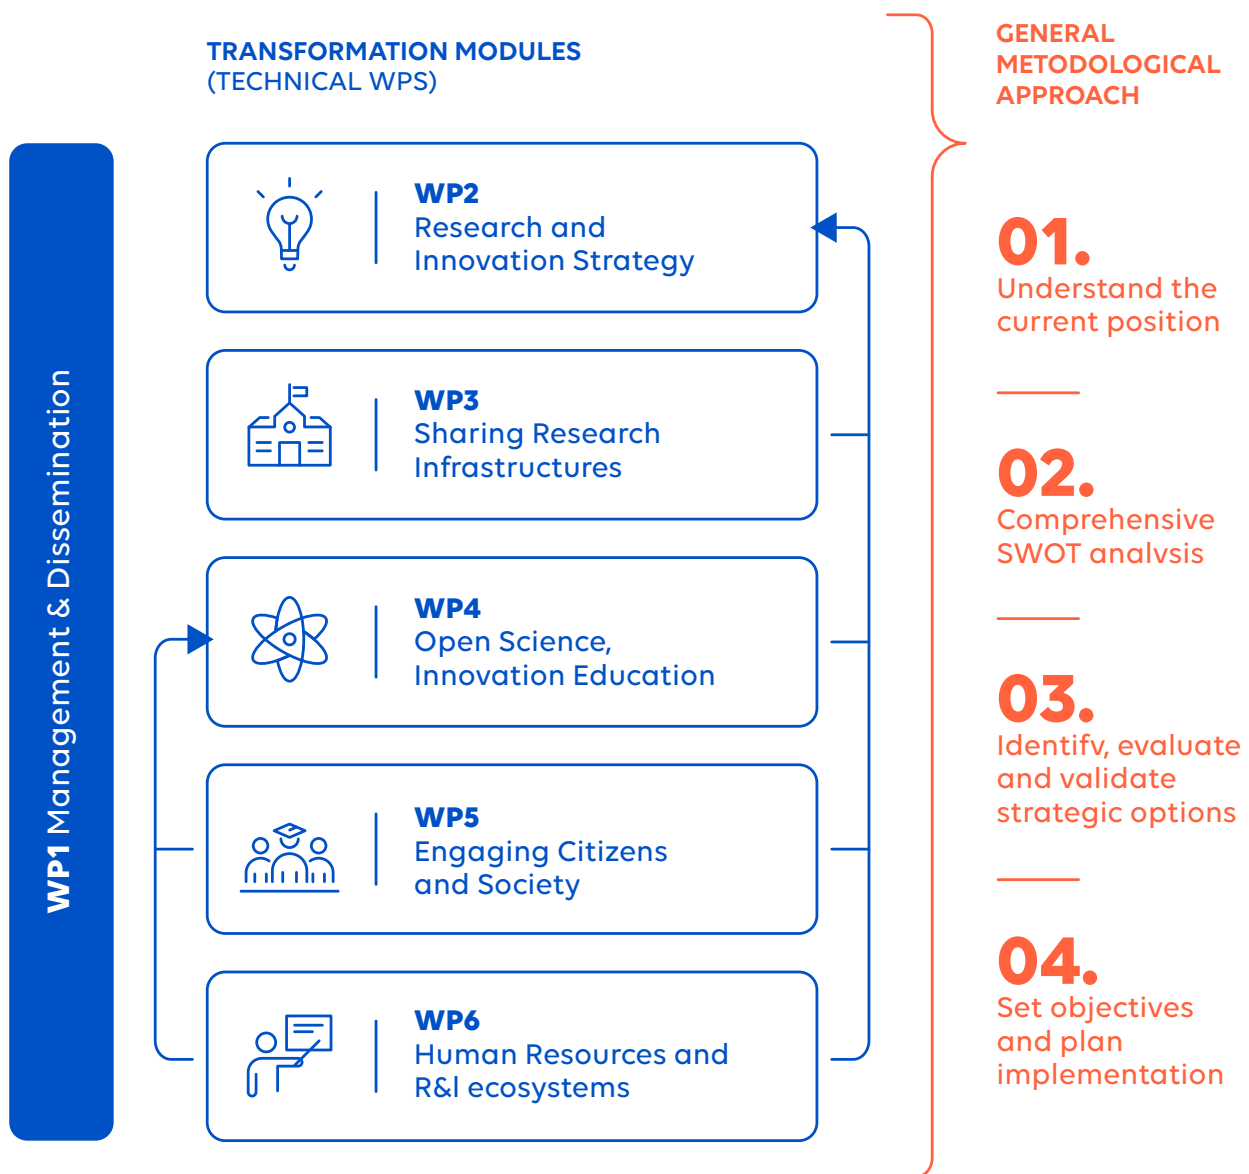 TRANSFORMATION MODULES
(TECHNICAL WPS)
WP1 Management & Dissemination
WP2
Research and
Innovation Strategy
WP3
Sharing Research
Infrastructures
WP4
Open Science,
Innovation Education
WP5
Engaging Citizens
and Society
WP6
Human Resources and
R&I ecosystems
GENERAL
METODOLOGICAL
APPROACH
01.
Understand the
current position
02.
Comprehensive
SWOT analvsis
03.
Identifv, evaluate
and validate
strategic options
04.
Set objectives
and plan
implementation